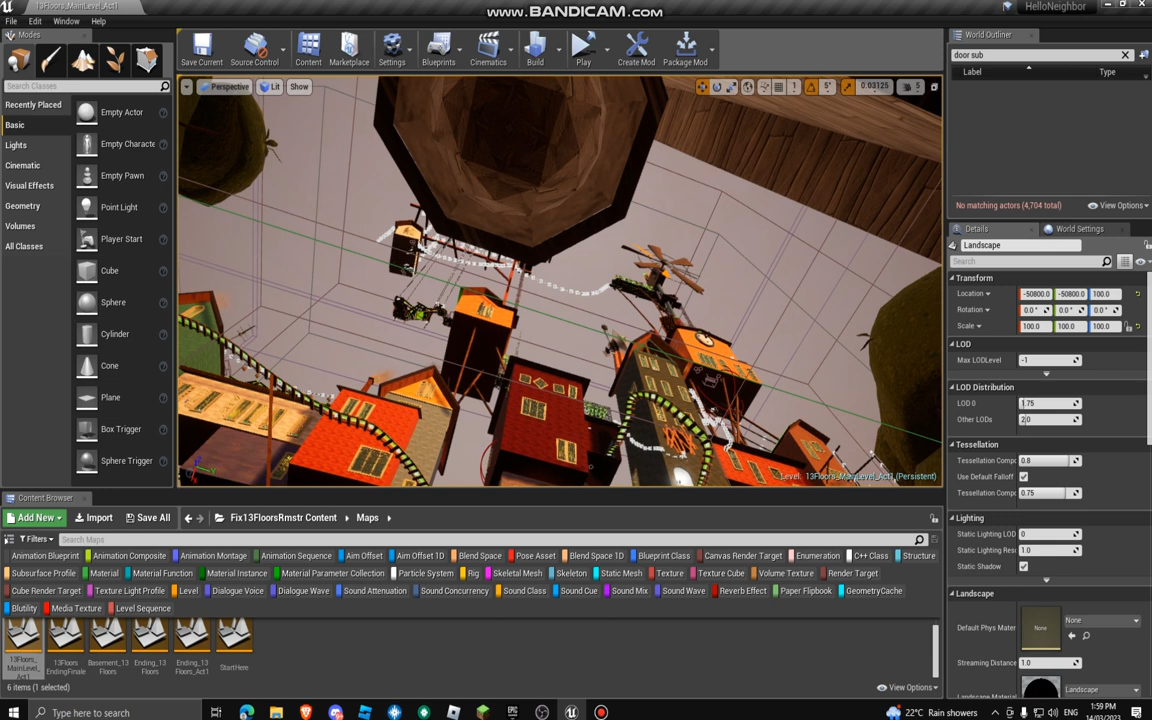 13Floors_MainLevel_Act1
www.BANDICAM.com
HelloNeighbor
File Edit Window Help
Modes
Search Classes
Recently Placed
Basic
Lights
Cinematic
Visual Effects
Geometry
Volumes
All Classes
Empty Actor
Empty Characte
Empty Pawn
Point Light
Player Start
Cube
Sphere
Cylinder
Cone
Plane
Box Trigger
Sphere Trigger
Save Current
Source Control
Content
Marketplace
Settings
Blueprints
Cinematics
Build
Play
Create Mod
Package Mod
Perspective
Lit
Show
5°
0.03125
5
Level: 13Floors_MainLevel_Act1 (Persistent)
World Outliner
door sub
Label Type
No matching actors (4,704 total)
View Options
Details
World Settings
Landscape
Search
Transform
Location -50800.0 -50800.0 100.0
Rotation 0.0° 0.0° 0.0°
Scale 100.0 100.0 100.0
LOD
Max LODLevel -1
LOD Distribution
LOD 0 1.75
Other LODs 2.0
Tessellation
Tessellation Compo 0.8
Use Default Falloff
Tessellation Compo 0.75
Lighting
Static Lighting LOD 0
Static Lighting Res 1.0
Static Shadow
Landscape
Default Phys Mater None None
Streaming Distance 1.0
Landscape Material Landscape
Content Browser
Add New Import Save All Fix13FloorsRmstr Content Maps
Filters Search Maps
Animation Blueprint Animation Composite Animation Montage Animation Sequence Aim Offset Aim Offset 1D Blend Space Pose Asset Blend Space 1D Blueprint Class Canvas Render Target Enumeration C++ Class Structure
Subsurface Profile Material Material Function Material Instance Material Parameter Collection Particle System Rig Skeletal Mesh Skeleton Static Mesh Texture Texture Cube Volume Texture Render Target
Cube Render Target Texture Light Profile Level Dialogue Voice Dialogue Wave Sound Attenuation Sound Concurrency Sound Class Sound Cue Sound Mix Sound Wave Reverb Effect Paper Flipbook GeometryCache
Blutility Media Texture Level Sequence
13Floors_
MainLevel_
Act1
13Floors
EndingFinale
Basement_13
Floors
Ending_13
Floors
Ending_13
Floors_Act1
StartHere
6 items (1 selected)
View Options
Type here to search
22°C Rain showers
1:59 PM
14/03/2023